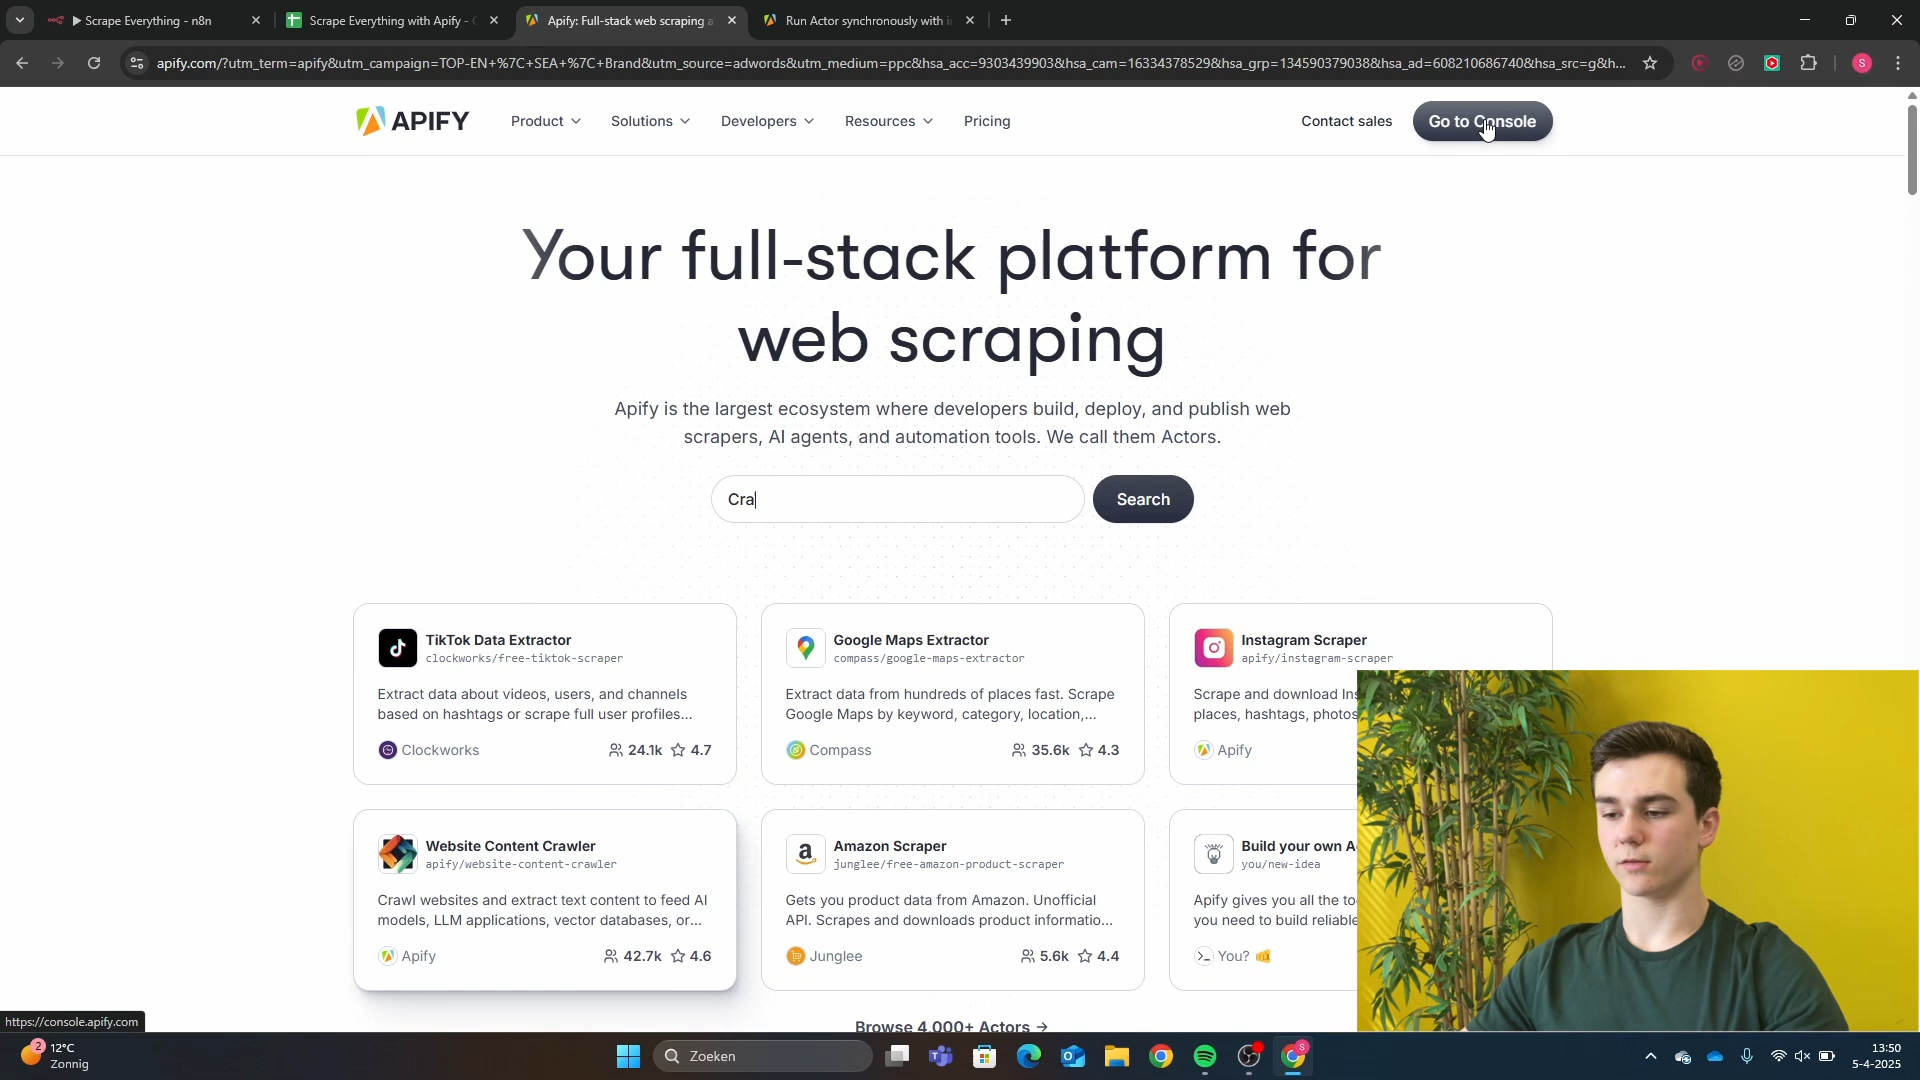 Scrape Everything - n8n
Scrape Everything with Apify -
Apify: Full-stack web scraping a
Run Actor synchronously with i
apify.com/?utm_term=apify&utm_campaign=TOP-EN+%7C+SEA+%7C+Brand&utm_source=adwords&utm_medium=ppc&hsa_acc=9303439903&hsa_cam=16334378529&hsa_grp=134590379038&hsa_ad=608210686740&hsa_src=g&h...
S
APIFY
Product
Solutions
Developers
Resources
Pricing
Contact sales
Go to Console
Your full-stack platform for
web scraping
Apify is the largest ecosystem where developers build, deploy, and publish web
scrapers, AI agents, and automation tools. We call them Actors.
Cra
Search
TikTok Data Extractor
clockworks/free-tiktok-scraper
Extract data about videos, users, and channels
based on hashtags or scrape full user profiles...
Clockworks 24.1k 4.7
Google Maps Extractor
compass/google-maps-extractor
Extract data from hundreds of places fast. Scrape
Google Maps by keyword, category, location,...
Compass 35.6k 4.3
Instagram Scraper
apify/instagram-scraper
Scrape and download Ins
places, hashtags, photos
Apify
Website Content Crawler
apify/website-content-crawler
Crawl websites and extract text content to feed AI
models, LLM applications, vector databases, or...
Apify 42.7k 4.6
Amazon Scraper
junglee/free-amazon-product-scraper
Gets you product data from Amazon. Unofficial
API. Scrapes and downloads product informatio...
Junglee 5.6k 4.4
Build your own A
you/new-idea
Apify gives you all the to
you need to build reliable
You?
Browse 4,000+ Actors →
https://console.apify.com
2
12°C
Zonnig
Zoeken
S
13:50
5-4-2025